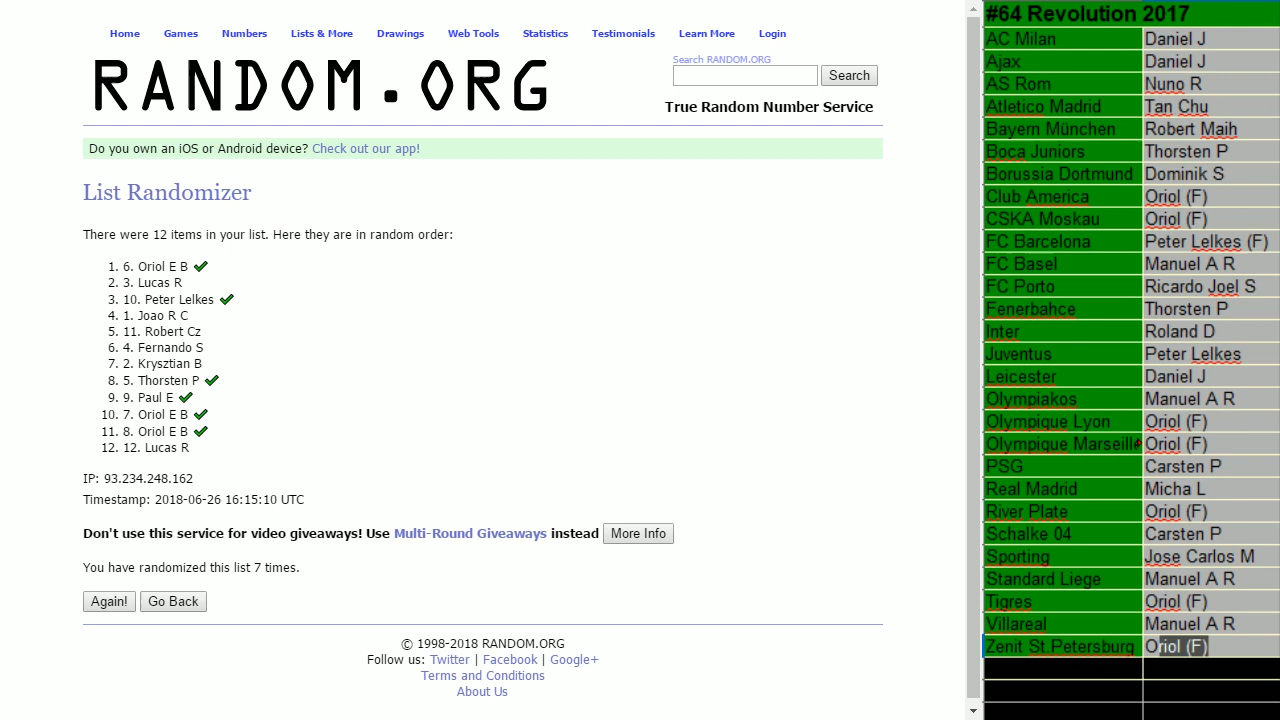 Home Games Numbers Lists & More Drawings Web Tools Statistics Testimonials Learn More Login
RANDOM.ORG
Search RANDOM.ORG
Search
True Random Number Service
Do you own an iOS or Android device? Check out our app!
List Randomizer
There were 12 items in your list. Here they are in random order:
1. 6. Oriol E B
2. 3. Lucas R
3. 10. Peter Lelkes
4. 1. Joao R C
5. 11. Robert Cz
6. 4. Fernando S
7. 2. Krysztian B
8. 5. Thorsten P
9. 9. Paul E
10. 7. Oriol E B
11. 8. Oriol E B
12. 12. Lucas R
IP: 93.234.248.162
Timestamp: 2018-06-26 16:15:10 UTC
Don't use this service for video giveaways! Use Multi-Round Giveaways instead More Info
You have randomized this list 7 times.
Again! Go Back
© 1998-2018 RANDOM.ORG
Follow us: Twitter | Facebook | Google+
Terms and Conditions
About Us
#64 Revolution 2017
AC Milan Daniel J
Ajax Daniel J
AS Rom Nuno R
Atletico Madrid Tan Chu
Bayern München Robert Maih
Boca Juniors Thorsten P
Borussia Dortmund Dominik S
Club America Oriol (F)
CSKA Moskau Oriol (F)
FC Barcelona Peter Lelkes (F)
FC Basel Manuel A R
FC Porto Ricardo Joel S
Fenerbahce Thorsten P
Inter Roland D
Juventus Peter Lelkes
Leicester Daniel J
Olympiakos Manuel A R
Olympique Lyon Oriol (F)
Olympique Marseille Oriol (F)
PSG Carsten P
Real Madrid Micha L
River Plate Oriol (F)
Schalke 04 Carsten P
Sporting Jose Carlos M
Standard Liege Manuel A R
Tigres Oriol (F)
Villareal Manuel A R
Zenit St Petersburg Oriol (F)